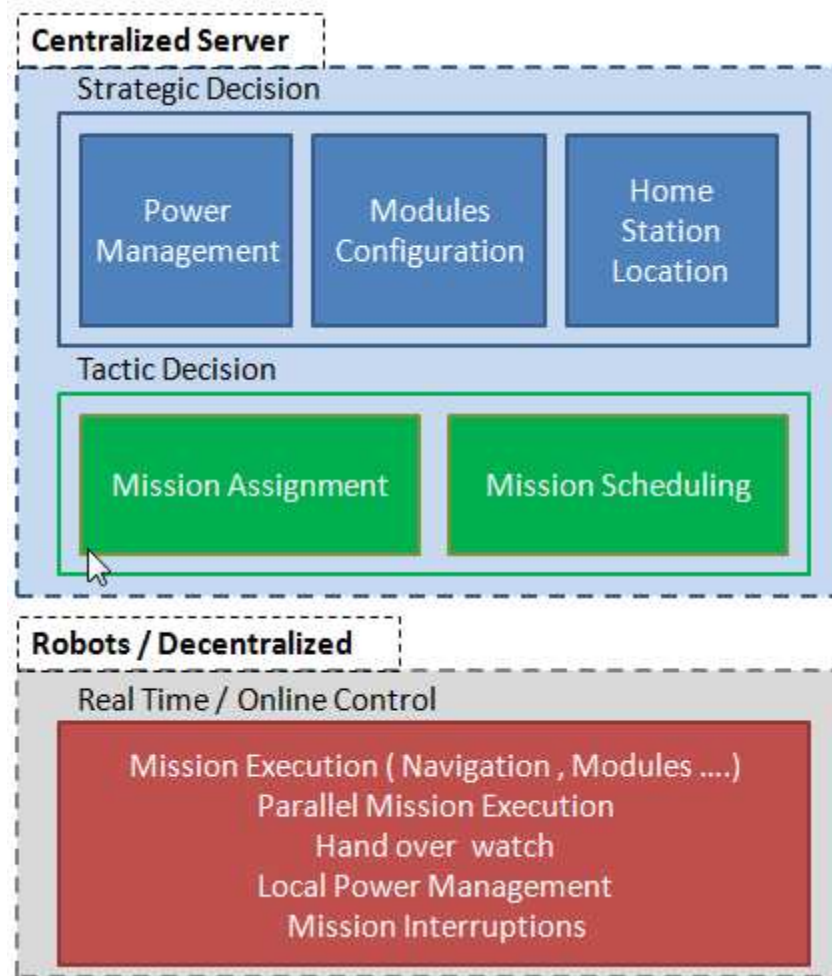 Centralized Server
Strategic Decision
Power
Management
Modules
Configuration
Home
Station
Location
Tactic Decision
Mission Assignment
Mission Scheduling
Robots / Decentralized
Real Time / Online Control
Mission Execution ( Navigation , Modules ....)
Parallel Mission Execution
Hand over watch
Local Power Management
Mission Interruptions